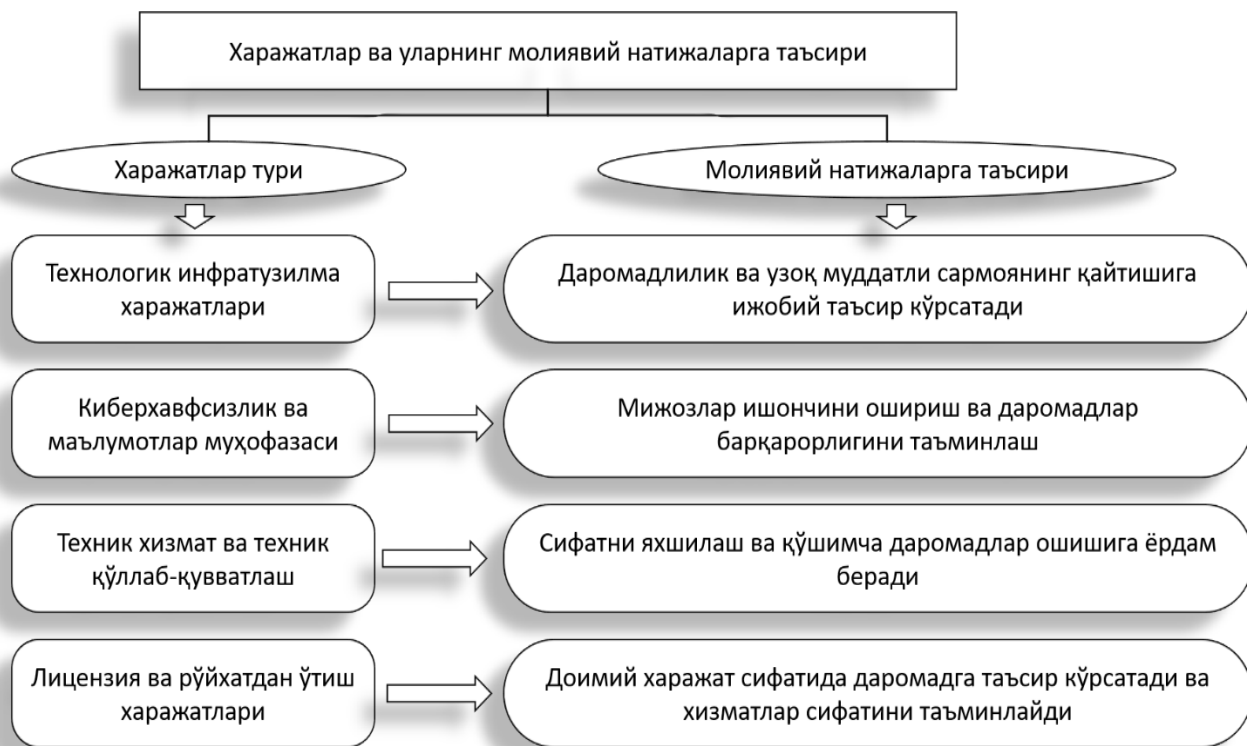 Харажатлар ва уларнинг молиявий натижаларга таъсири
Харажатлар тури
Молиявий натижаларга таъсири
Технологик инфратузилма
харажатлари
Даромадлилик ва узоқ муддатли сармоянинг қайтишига
ижобий таъсир кўрсатади
Киберхавфсизлик ва
маълумотлар муҳофазаси
Мижозлар ишончини ошириш ва даромадлар
барқарорлигини таъминлаш
Техник хизмат ва техник
қўллаб-қувватлаш
Сифатни яхшилаш ва қўшимча даромадлар ошишига ёрдам
беради
Лицензия ва рўйхатдан ўтиш
харажатлари
Доимий харажат сифатида даромадга таъсир кўрсатади ва
хизматлар сифатини таъминлайди